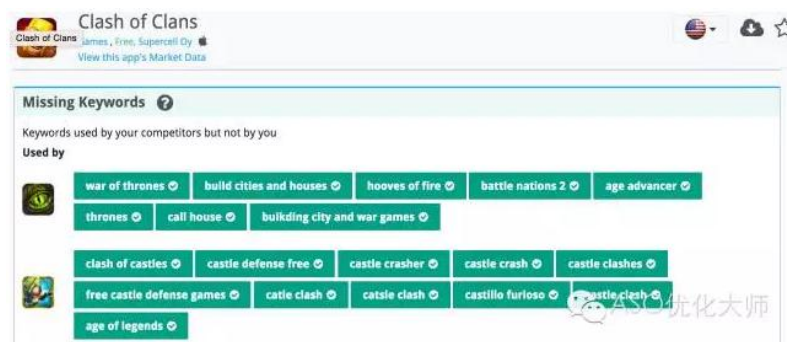 Clash of Clans
Clash of Clans
Games, Free, Supercell Oy
View this app's Market Data
Missing Keywords
Keywords used by your competitors but not by you
Used by
war of thrones build cities and houses hooves of fire battle nations 2 age advancer
thrones call house buikding city and war games
clash of castles castle defense free castle crasher castle crash castle clashes
free castle defense games catle clash catsle clash castillo furioso castle clash
age of legends
ASO优化大师